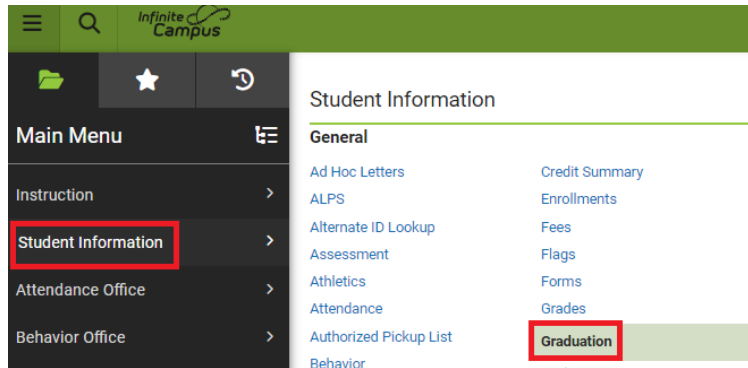 Infinite
Campus
Main Menu
Instruction
Student Information
Attendance Office
Behavior Office
Student Information
General
Ad Hoc Letters
ALPS
Alternate ID Lookup
Assessment
Athletics
Attendance
Authorized Pickup List
Behavior
Credit Summary
Enrollments
Fees
Flags
Forms
Grades
Graduation